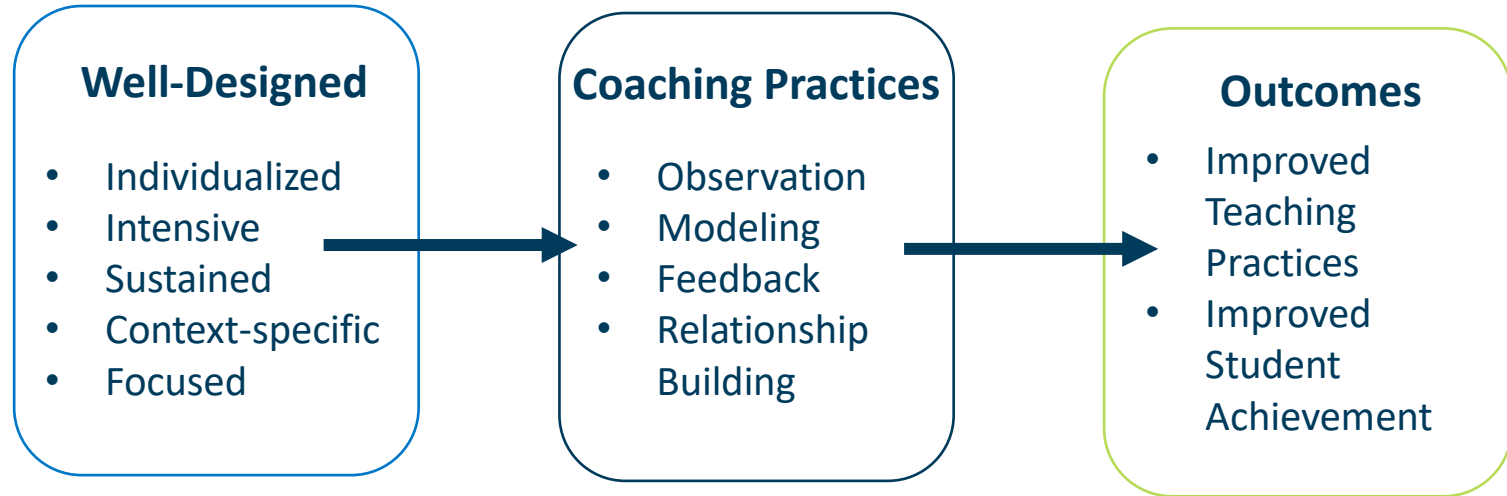 Well-Designed
• Individualized
• Intensive
• Sustained
• Context-specific
• Focused
Coaching Practices
• Observation
• Modeling
• Feedback
• Relationship
Building
Outcomes
• Improved
Teaching
Practices
• Improved
Student
Achievement